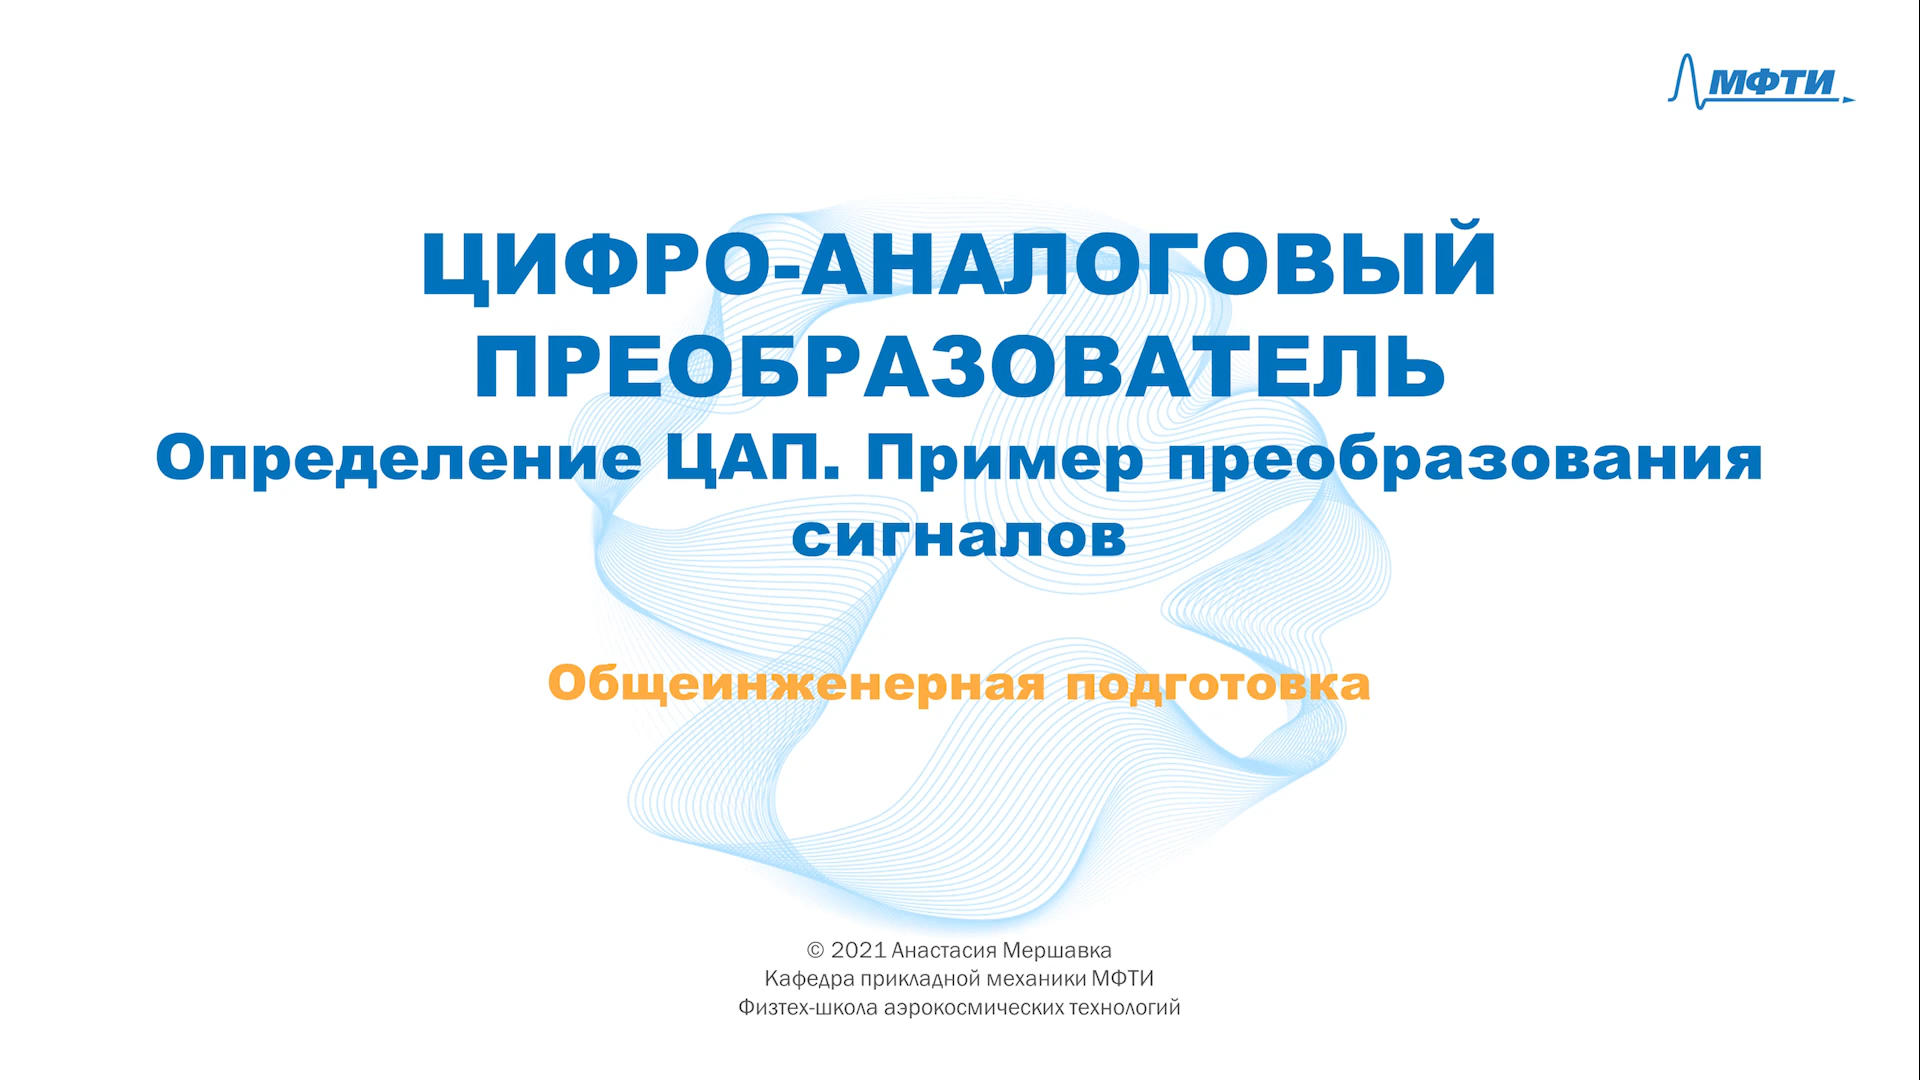 МФТИ
ЦИФРО-АНАЛОГОВЫЙ
ПРЕОБРАЗОВАТЕЛЬ
Определение ЦАП. Пример преобразования
сигналов
Общеинженерная подготовка
© 2021 Анастасия Мершавка
Кафедра прикладной механики МФТИ
Физтех-школа аэрокосмических технологий